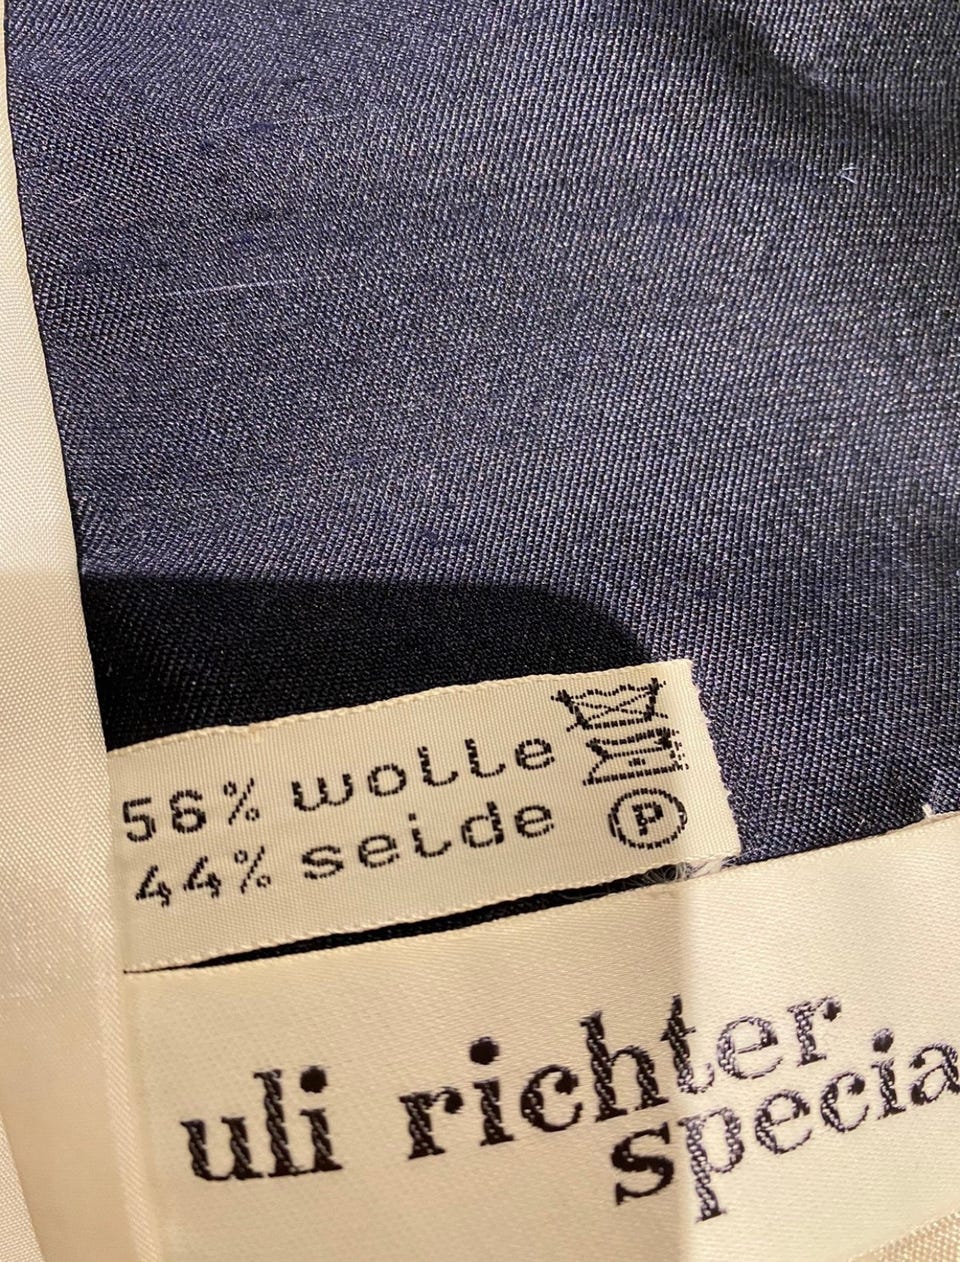 56% wolle
44% seide
P
uli richter
specia